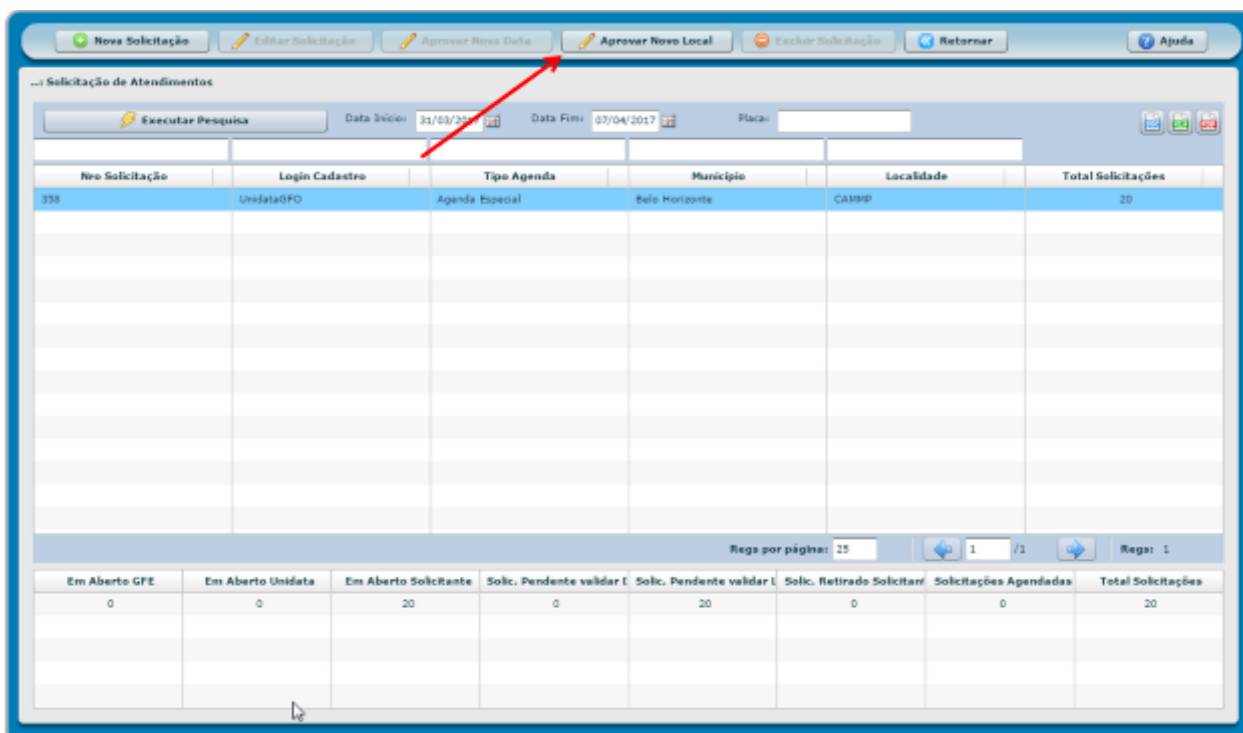 Nova Solicitação Editar Solicitação Aprovar Nova Data Aprovar Novo Local Excluir Solicitação Retornar Ajuda
...: Solicitação de Atendimentos
Executar Pesquisa Data Início: 31/03/2017 Data Fim: 07/04/2017 Placa:
Nro Solicitação Login Cadastro Tipo Agenda Município Localidade Total Solicitações
358 UnidataGFO Agenda Especial Belo Horizonte CAMMP 20
Regs por página: 25 1 /1 Regs: 1
Em Aberto GFE Em Aberto Unidata Em Aberto Solicitante Solic. Pendente validar D Solic. Pendente validar L Solic. Retirado Solicitant Solicitações Agendadas Total Solicitações
0 0 20 0 20 0 0 20